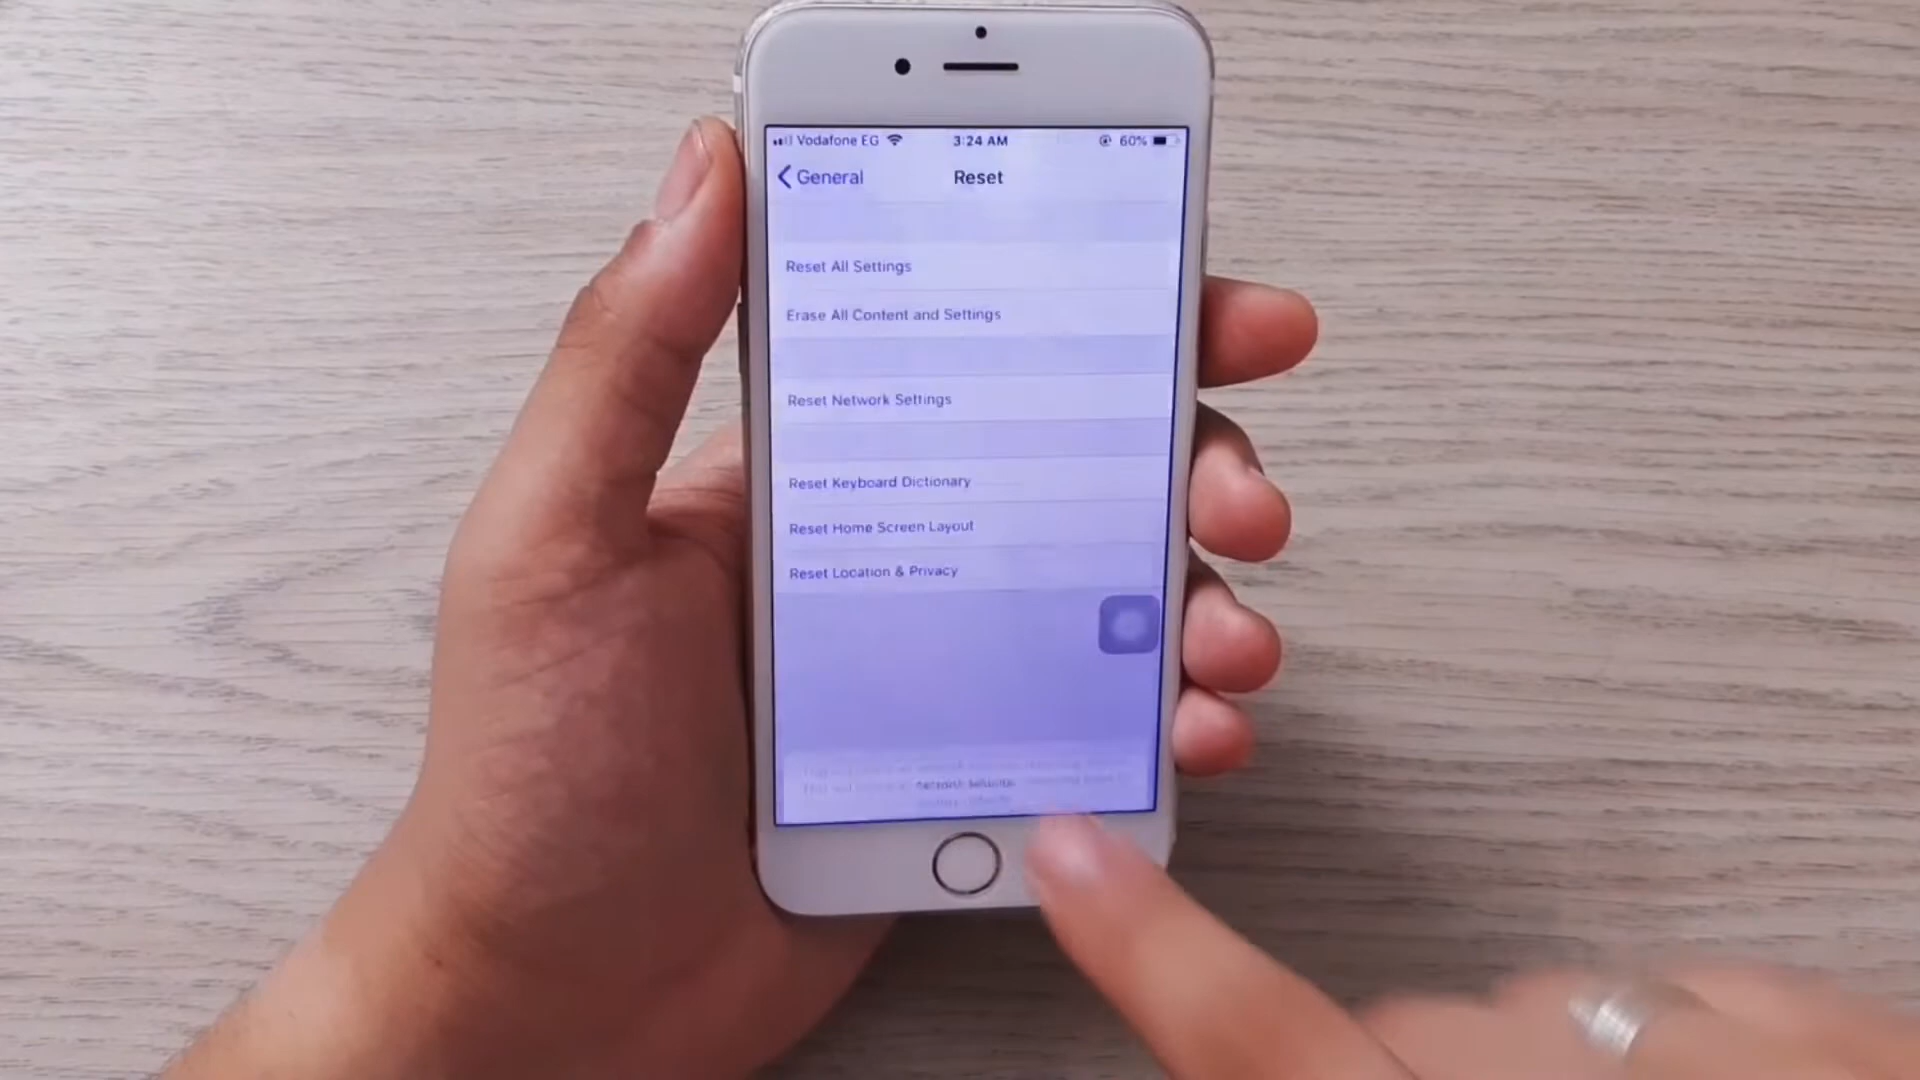 Vodafone EG
3:24 AM
60%
General
Reset
Reset All Settings
Erase All Content and Settings
Reset Network Settings
Reset Keyboard Dictionary
Reset Home Screen Layout
Reset Location & Privacy